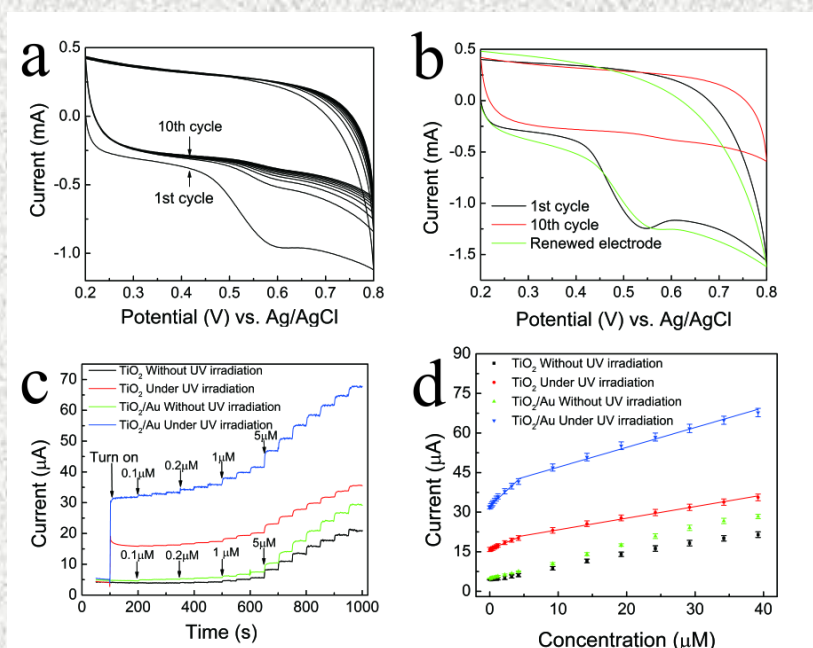 a
0.5
0.0
-0.5
-1.0
Current (mA)
10th cycle
1st cycle
0.2 0.3 0.4 0.5 0.6 0.7 0.8
Potential (V) vs. Ag/AgCl
b
0.5
0.0
-0.5
-1.0
-1.5
Current (mA)
1st cycle
10th cycle
Renewed electrode
0.2 0.3 0.4 0.5 0.6 0.7 0.8
Potential (V) vs. Ag/AgCl
c
70
60
50
40
30
20
10
0
Current (μA)
TiO2 Without UV irradiation
TiO2 Under UV irradiation
TiO2/Au Without UV irradiation
TiO2/Au Under UV irradiation
Turn on
0.1μM
0.2μM
1μM
5μM
0.1μM
0.2μM
1 μM
5μM
0 200 400 600 800 1000
Time (s)
d
90
75
60
45
30
15
0
Current (μA)
TiO2 Without UV irradiation
TiO2 Under UV irradiation
TiO2/Au Without UV irradiation
TiO2/Au Under UV irradiation
0 10 20 30 40
Concentration (μM)